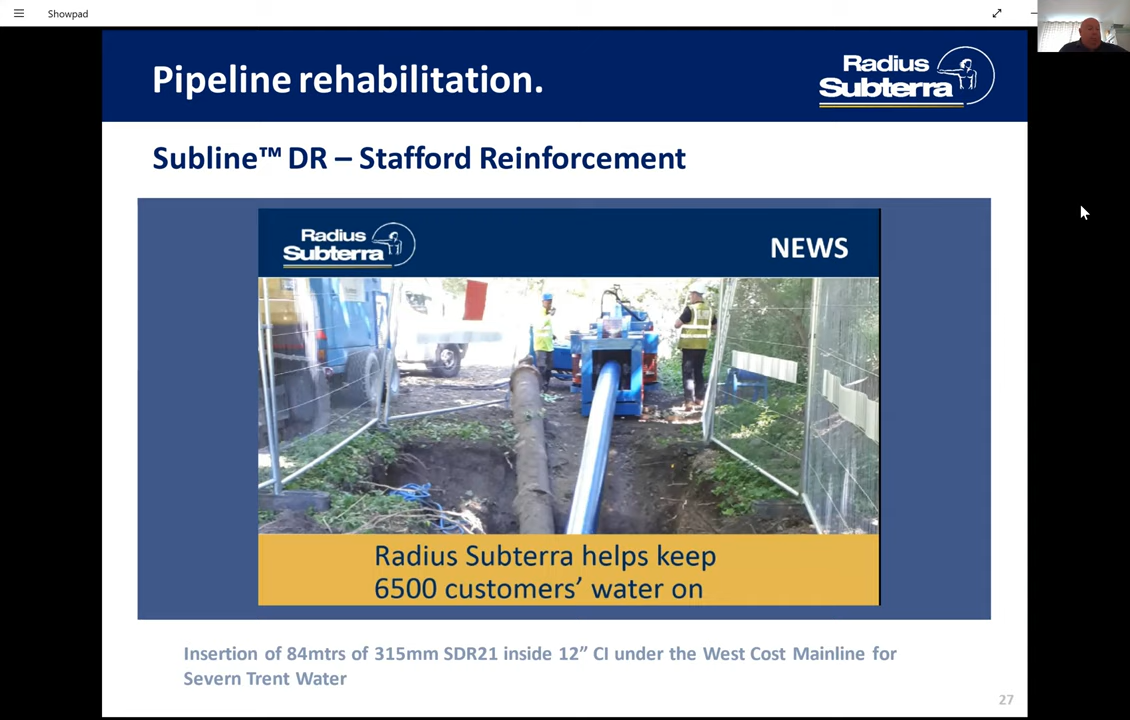 Showpad
Pipeline rehabilitation.
Radius
Subterra
Subline™ DR – Stafford Reinforcement
Radius
Subterra
NEWS
Radius Subterra helps keep
6500 customers’ water on
Insertion of 84mtrs of 315mm SDR21 inside 12” CI under the West Cost Mainline for
Severn Trent Water
27